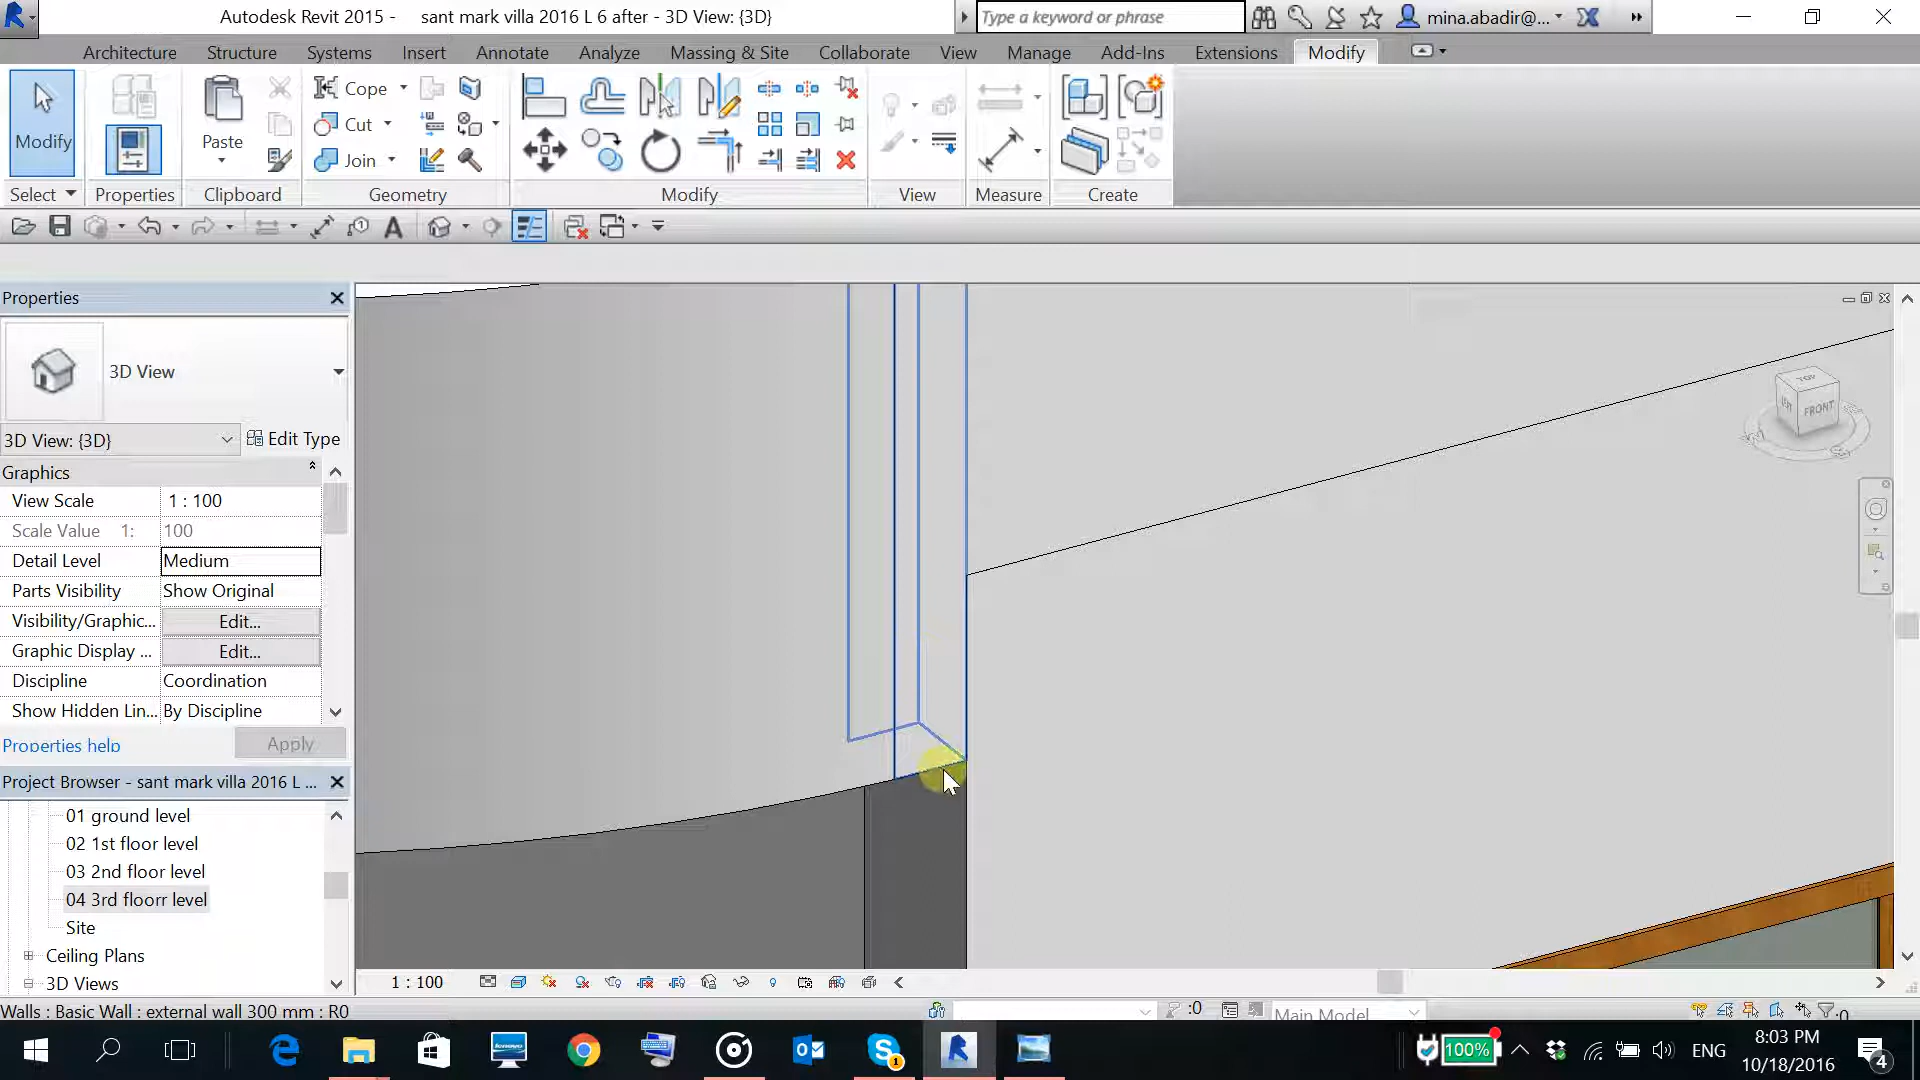 Autodesk Revit 2015 - sant mark villa 2016 L 6 after - 3D View: {3D}
Type a keyword or phrase
mina.abadir@...
Architecture Structure Systems Insert Annotate Analyze Massing & Site Collaborate View Manage Add-Ins Extensions Modify
Modify
Paste
Cope
Cut
Join
Select Properties Clipboard Geometry Modify View Measure Create
Properties
3D View
3D View: {3D}
Edit Type
Graphics
View Scale 1 : 100
Scale Value 1: 100
Detail Level Medium
Parts Visibility Show Original
Visibility/Graphic... Edit...
Graphic Display ... Edit...
Discipline Coordination
Show Hidden Lin... By Discipline
Properties help
Apply
Project Browser - sant mark villa 2016 L ...
01 ground level
02 1st floor level
03 2nd floor level
04 3rd floorr level
Site
Ceiling Plans
3D Views
TOP
LEFT
FRONT
1 : 100
Walls : Basic Wall : external wall 300 mm : R0
:0
Main Model
:0
100%
ENG
8:03 PM
10/18/2016
4
1
lenovo